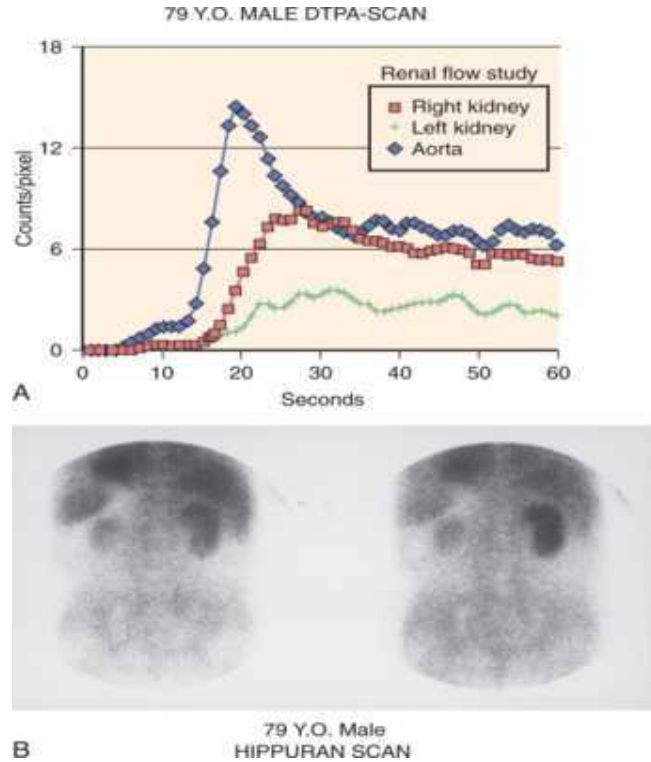 79 Y.O. MALE DTPA-SCAN
18
12
6
0
Counts/pixel
Renal flow study
Right kidney
Left kidney
Aorta
0 10 20 30 40 50 60
Seconds
A
79 Y.O. Male
HIPPURAN SCAN
B